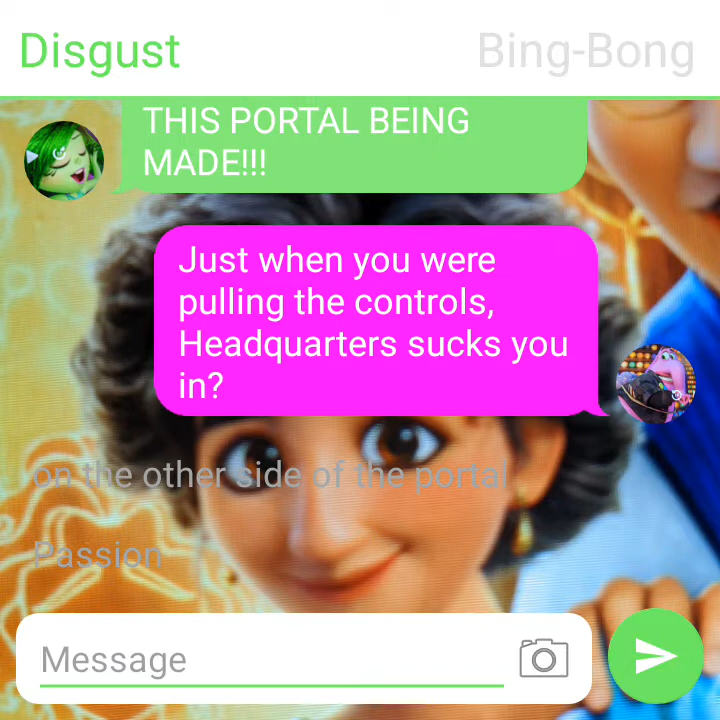 Disgust
Bing-Bong
THIS PORTAL BEING
MADE!!!
Just when you were
pulling the controls,
Headquarters sucks you
in?
on the other side of the portal
Passion
Message